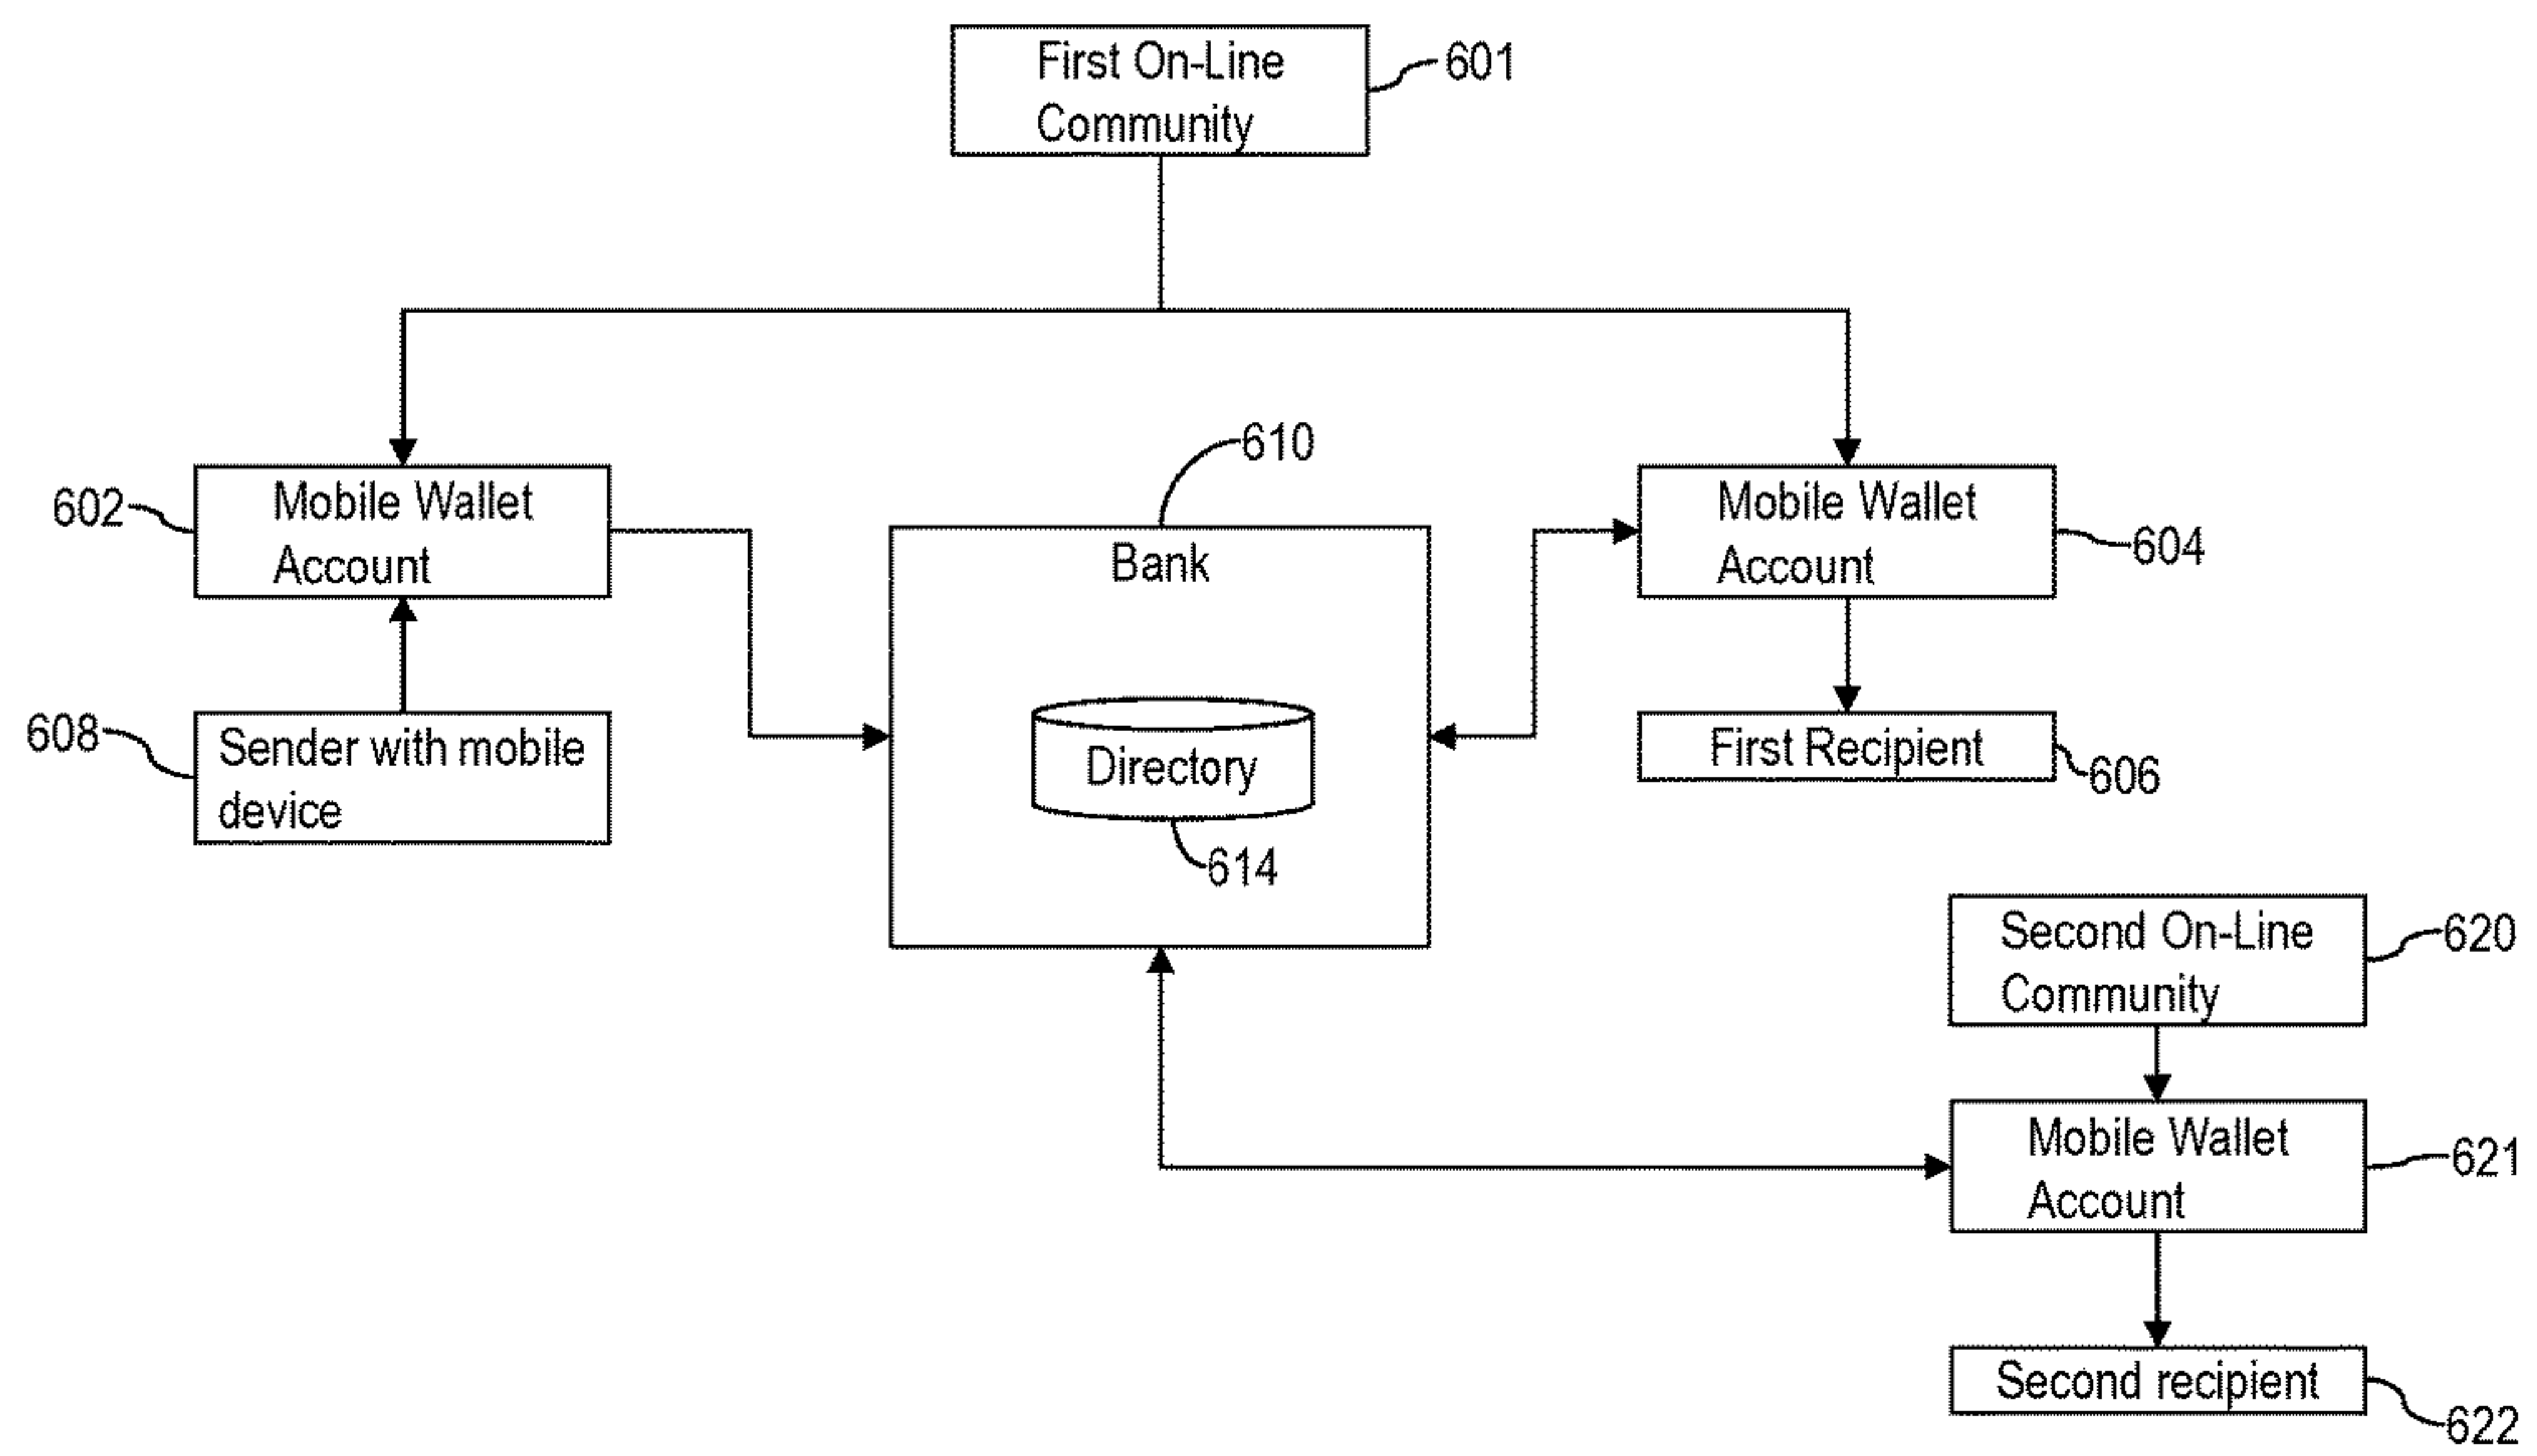 First On-Line
Community
601
610
602
Mobile Wallet
Account
Bank
Mobile Wallet
Account
604
608
Sender with mobile
device
Directory
614
First Recipient
606
Second On-Line
Community
620
Mobile Wallet
Account
621
Second recipient
622